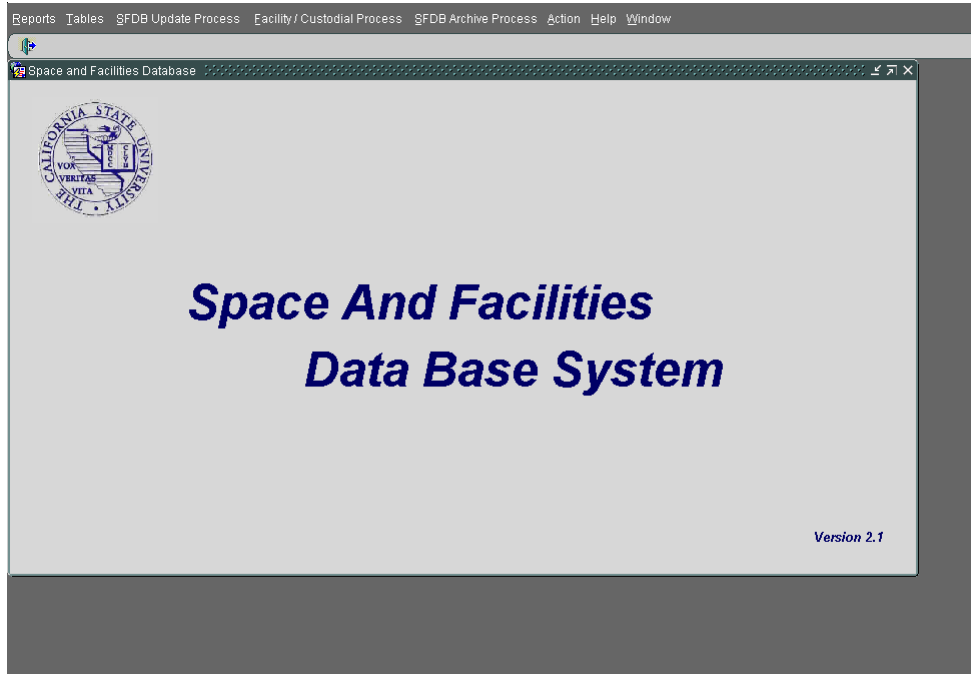 Reports Tables SFDB Update Process Facility / Custodial Process SFDB Archive Process Action Help Window
Space and Facilities Database
THE CALIFORNIA STATE UNIVERSITY
VOX
VERITAS
VITA
Space And Facilities
Data Base System
Version 2.1